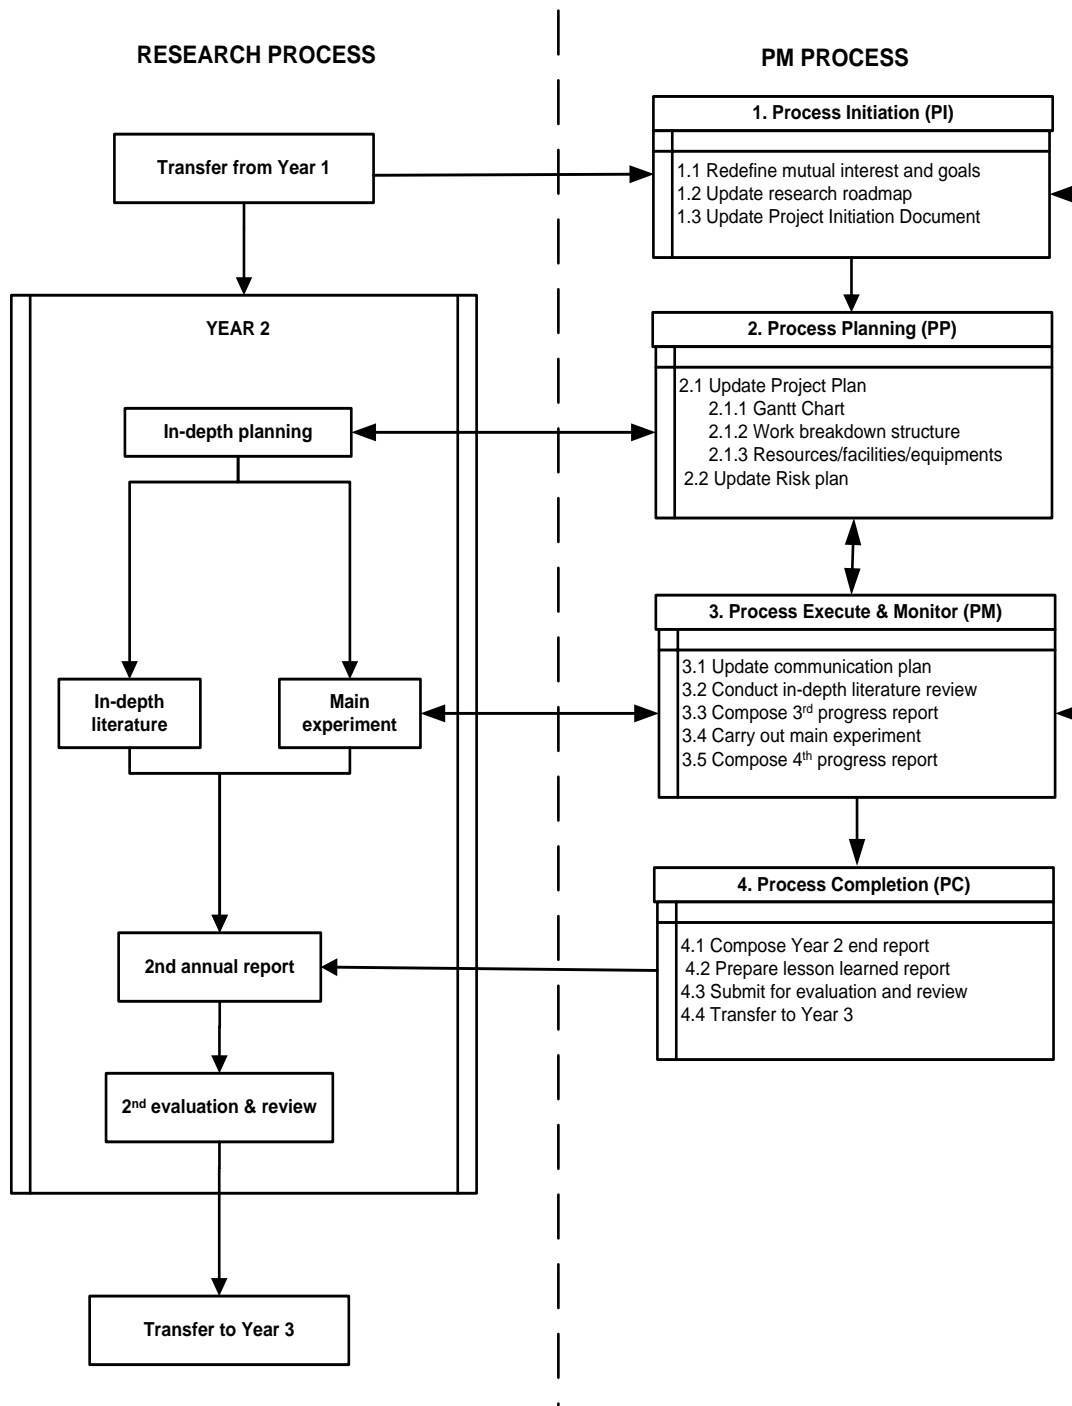 RESEARCH PROCESS
PM PROCESS
Transfer from Year 1
YEAR 2
In-depth planning
In-depth
literature
Main
experiment
2nd annual report
2nd evaluation & review
Transfer to Year 3
1. Process Initiation (PI)
1.1 Redefine mutual interest and goals
1.2 Update research roadmap
1.3 Update Project Initiation Document
2. Process Planning (PP)
2.1 Update Project Plan
2.1.1 Gantt Chart
2.1.2 Work breakdown structure
2.1.3 Resources/facilities/equipments
2.2 Update Risk plan
3. Process Execute & Monitor (PM)
3.1 Update communication plan
3.2 Conduct in-depth literature review
3.3 Compose 3rd progress report
3.4 Carry out main experiment
3.5 Compose 4th progress report
4. Process Completion (PC)
4.1 Compose Year 2 end report
4.2 Prepare lesson learned report
4.3 Submit for evaluation and review
4.4 Transfer to Year 3